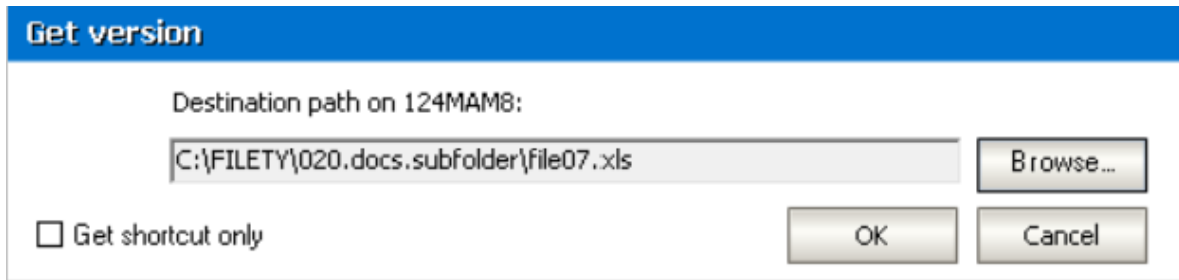 Get version
Destination path on 124MAM8:
C:\FILETY\020.docs.subfolder\file07.xls
Browse...
Get shortcut only
OK
Cancel